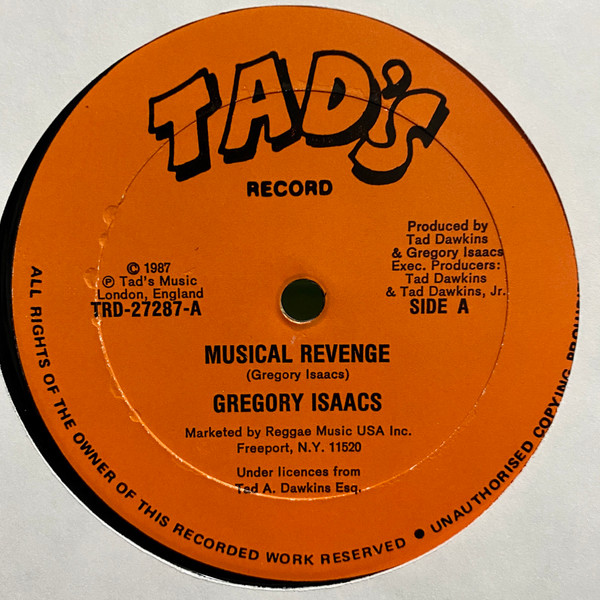 TAD's
RECORD
Produced by
Tad Dawkins
& Gregory Isaacs
Exec. Producers:
Tad Dawkins
& Tad Dawkins, Jr.
SIDE A
© 1987
℗ Tad's Music
London, England
TRD-27287-A
MUSICAL REVENGE
(Gregory Isaacs)
GREGORY ISAACS
Marketed by Reggae Music USA Inc.
Freeport, N.Y. 11520
Under licences from
Tad A. Dawkins Esq.
ALL RIGHTS OF THE OWNER OF THIS RECORDED WORK RESERVED ● UNAUTHORISED COPYING